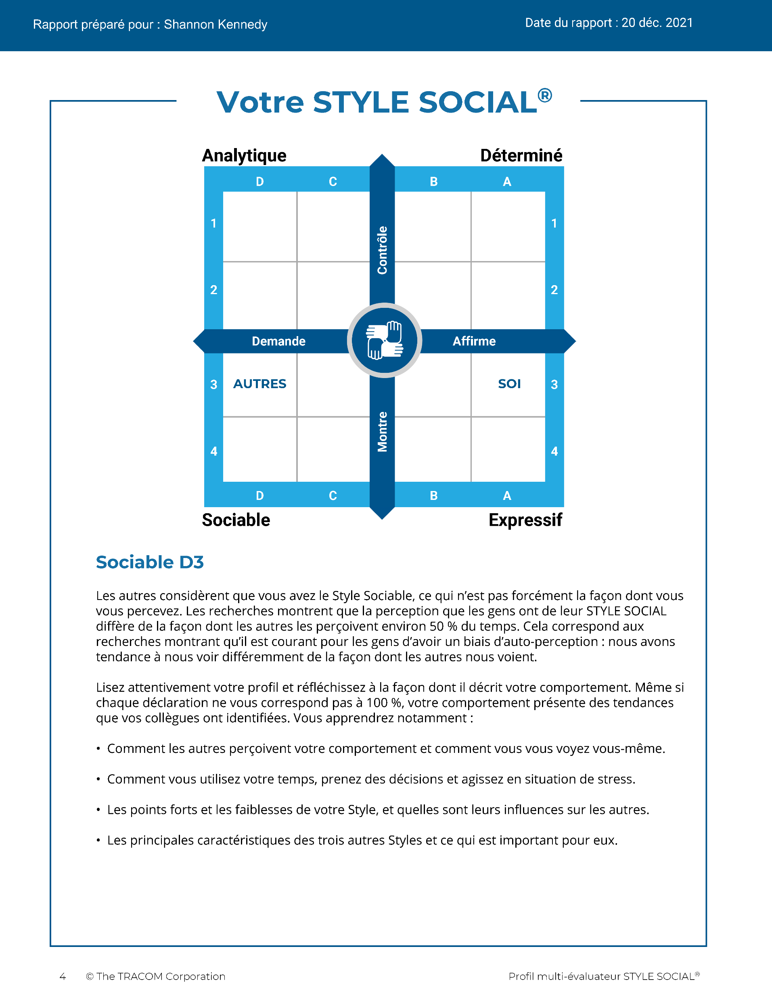 Rapport préparé pour : Shannon Kennedy
Date du rapport : 20 déc. 2021
Votre STYLE SOCIAL®
Analytique
Déterminé
D C B A
1 1
Contrôle
2 2
Demande
Affirme
3 AUTRES SOI 3
Montre
4 4
D C B A
Sociable
Expressif
Sociable D3
Les autres considèrent que vous avez le Style Sociable, ce qui n’est pas forcément la façon dont vous
vous percevez. Les recherches montrent que la perception que les gens ont de leur STYLE SOCIAL
diffère de la façon dont les autres les perçoivent environ 50 % du temps. Cela correspond aux
recherches montrant qu’il est courant pour les gens d’avoir un biais d’auto-perception : nous avons
tendance à nous voir différemment de la façon dont les autres nous voient.
Lisez attentivement votre profil et réfléchissez à la façon dont il décrit votre comportement. Même si
chaque déclaration ne vous correspond pas à 100 %, votre comportement présente des tendances
que vos collègues ont identifiées. Vous apprendrez notamment :
• Comment les autres perçoivent votre comportement et comment vous vous voyez vous-même.
• Comment vous utilisez votre temps, prenez des décisions et agissez en situation de stress.
• Les points forts et les faiblesses de votre Style, et quelles sont leurs influences sur les autres.
• Les principales caractéristiques des trois autres Styles et ce qui est important pour eux.
4 © The TRACOM Corporation
Profil multi-évaluateur STYLE SOCIAL®